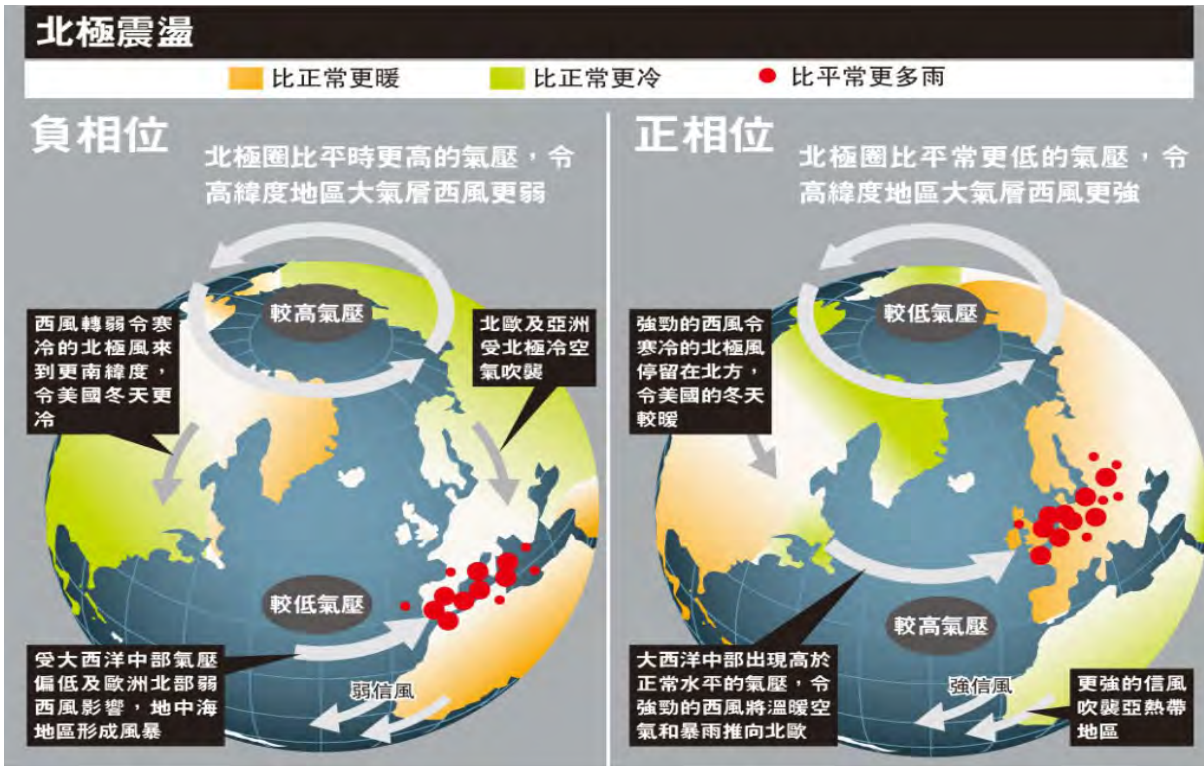 北極震盪
比正常更暖
比正常更冷
比平常更多雨
負相位
北極圈比平時更高的氣壓，令
高緯度地區大氣層西風更弱
較高氣壓
西風轉弱令寒
冷的北極風來
到更南緯度，
令美國冬天更
冷
北歐及亞洲
受北極冷空
氣吹襲
較低氣壓
受大西洋中部氣壓
偏低及歐洲北部弱
西風影響，地中海
地區形成風暴
弱信風
正相位
北極圈比平常更低的氣壓，令
高緯度地區大氣層西風更強
較低氣壓
強勁的西風令
寒冷的北極風
停留在北方，
令美國的冬天
較暖
較高氣壓
大西洋中部出現高於
正常水平的氣壓，令
強勁的西風將溫暖空
氣和暴雨推向北歐
強信風
更強的信風
吹襲亞熱帶
地區